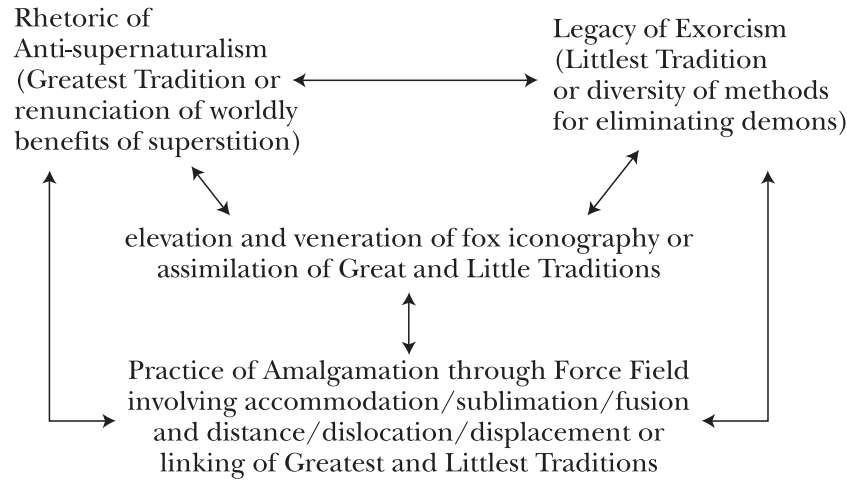 Rhetoric of
Anti-supernaturalism
(Greatest Tradition or
renunciation of worldly
benefits of superstition)
Legacy of Exorcism
(Littlest Tradition
or diversity of methods
for eliminating demons)
elevation and veneration of fox iconography or
assimilation of Great and Little Traditions
Practice of Amalgamation through Force Field
involving accommodation/sublimation/fusion
and distance/dislocation/displacement or
linking of Greatest and Littlest Traditions